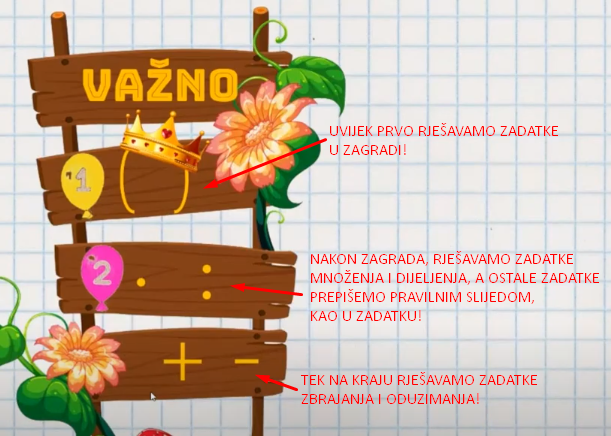 VAŽNO
UVIJEK PRVO RJEŠAVAMO ZADATKE
U ZAGRADI!
1 ( )
NAKON ZAGRADA, RJEŠAVAMO ZADATKE
MNOŽENJA I DIJELJENJA, A OSTALE ZADATKE
PREPIŠEMO PRAVILNIM SLIJEDOM,
KAO U ZADATKU!
2 · :
+ -
TEK NA KRAJU RJEŠAVAMO ZADATKE
ZBRAJANJA I ODUZIMANJA!